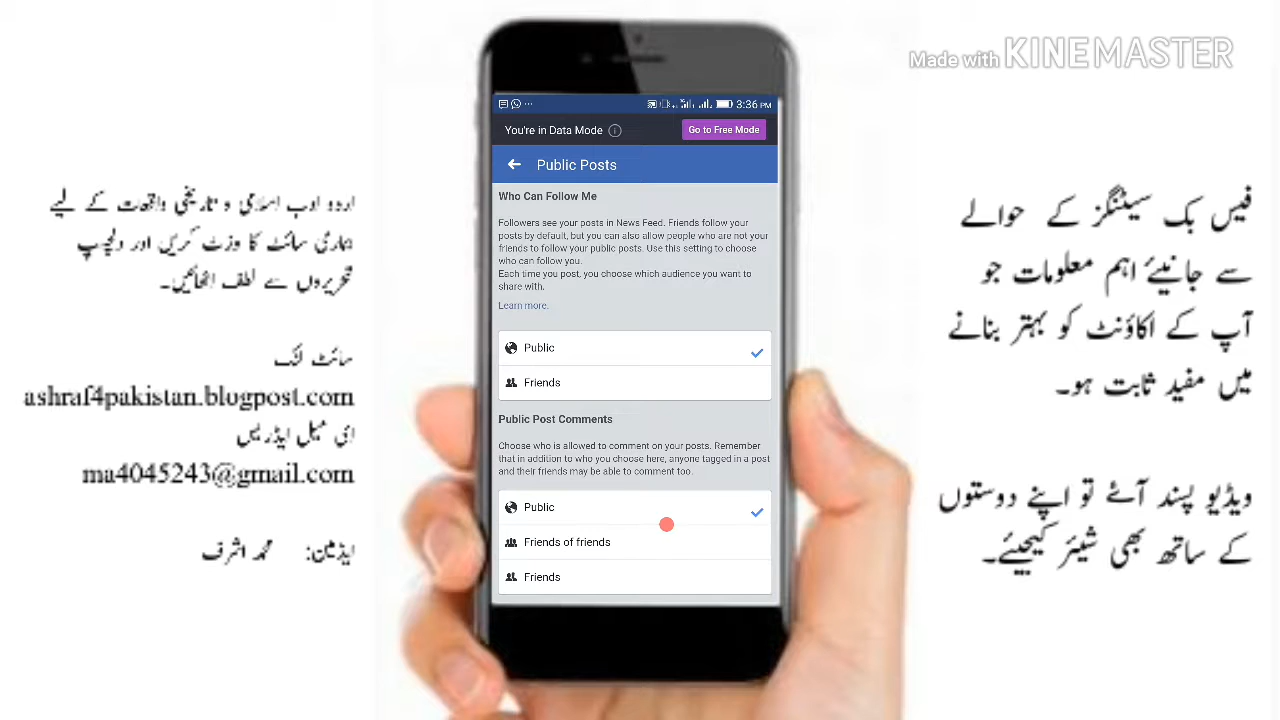 Made with KINEMASTER
3:36 PM
You're in Data Mode
Go to Free Mode
Public Posts
Who Can Follow Me
Followers see your posts in News Feed. Friends follow your
posts by default, but you can also allow people who are not your
friends to follow your public posts. Use this setting to choose
who can follow you.
Each time you post, you choose which audience you want to
share with.
Learn more.
Public
Friends
Public Post Comments
Choose who is allowed to comment on your posts. Remember
that in addition to who you choose here, anyone tagged in a post
and their friends may be able to comment too.
Public
Friends of friends
Friends
فیس بک سیٹنگز کے حوالے
سے جانیئے اہم معلومات جو
آپ کے اکاؤنٹ کو بہتر بنانے
میں مفید ثابت ہو۔
ویڈیو پسند آئے تو اپنے دوستوں
کے ساتھ بھی شیئر کیجیئے۔
اردو ادب اسلامی و تاریخی واقعات کے لیے
ہماری سائٹ کا وزٹ کریں اور دلچسپ
تحریروں سے لطف اٹھائیں۔
سائٹ لنک
ashraf4pakistan.blogpost.com
ای میل ایڈریس
ma4045243@gmail.com
ایڈمین: محمد اشرف